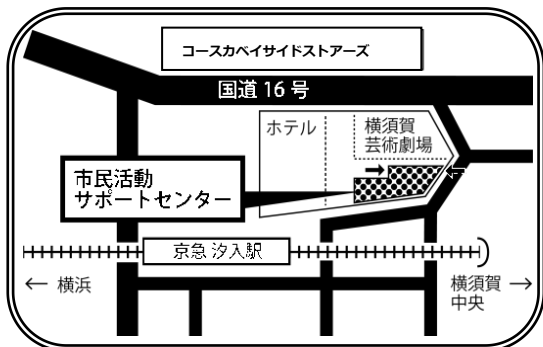 コースカベイサイドストアーズ
国道 16 号
ホテル
横須賀
芸術劇場
市民活動
サポートセンター
京急 汐入駅
← 横浜
横須賀
中央 →